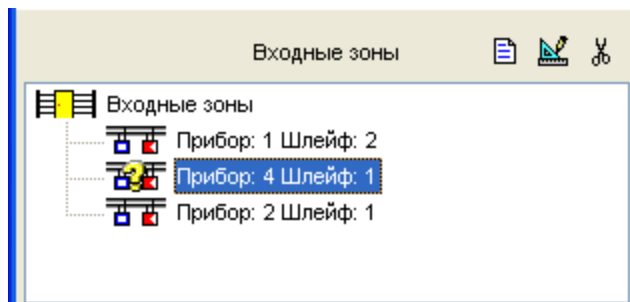 Входные зоны
Входные зоны
Прибор: 1 Шлейф: 2
Прибор: 4 Шлейф: 1
Прибор: 2 Шлейф: 1